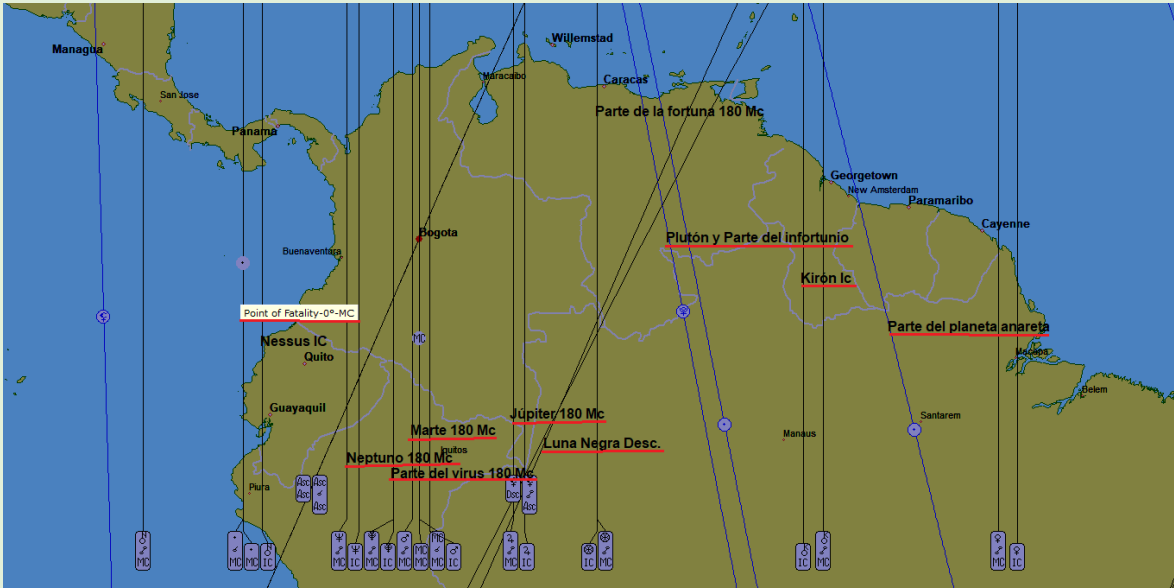 Willemstad
Managua
Maracaibo
Caracas
San Jose
Parte de la fortuna 180 Mc
Panama
Georgetown
New Amsterdam
Paramaribo
Cayenne
Bogota
Plutón y Parte del infortunio
Buenaventura
Kirón Ic
Point of Fatality-0º-MC
Parte del planeta anareta
Nessus IC
MC
Quito
Macapa
Belem
Guayaquil
Júpiter 180 Mc
Santarem
Marte 180 Mc
Manaus
Luna Negra Desc.
Iquitos
Neptuno 180 Mc
Parte del virus 180 Mc
Piura
Asc Asc Dsc
Asc Asc Asc
MC
MC MC MC MC MC MC MC MC MC MC
MC IC IC IC MC IC IC IC IC IC